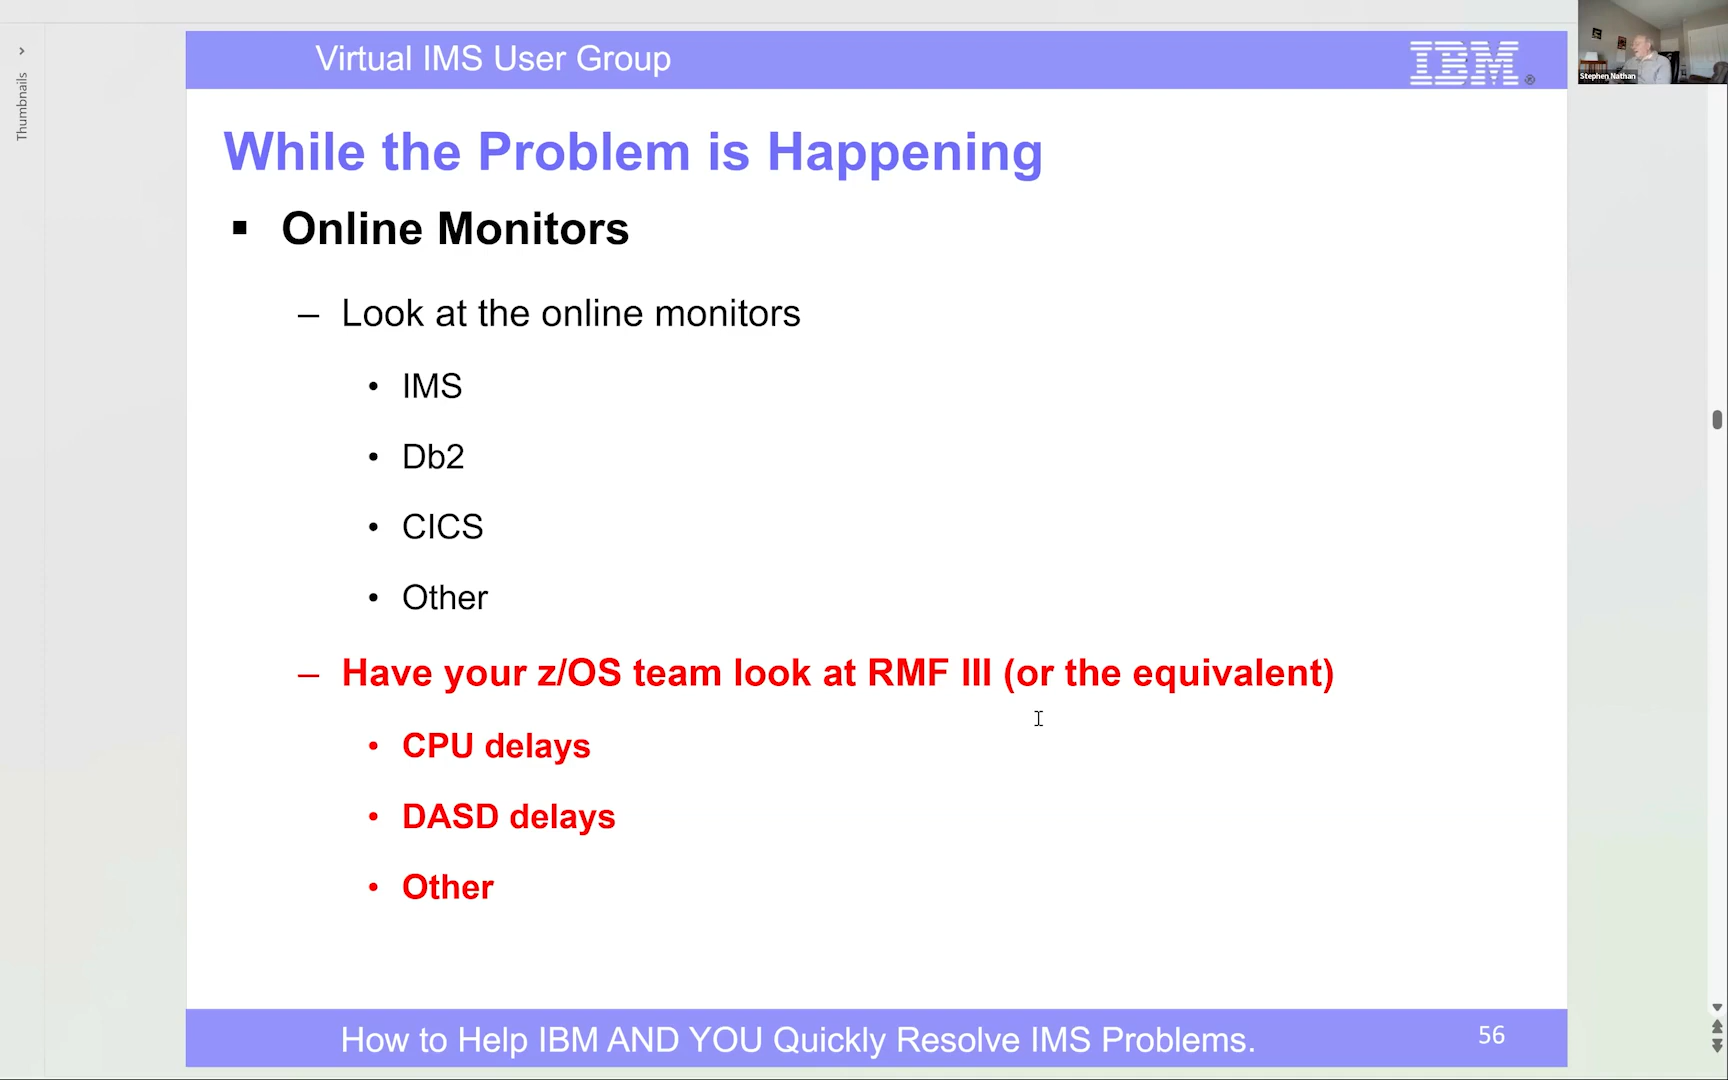 Virtual IMS User Group
IBM ®
Stephen Nathan
Thumbnails
While the Problem is Happening
▪ Online Monitors
– Look at the online monitors
• IMS
• Db2
• CICS
• Other
– Have your z/OS team look at RMF III (or the equivalent)
• CPU delays
• DASD delays
• Other
How to Help IBM AND YOU Quickly Resolve IMS Problems.
56